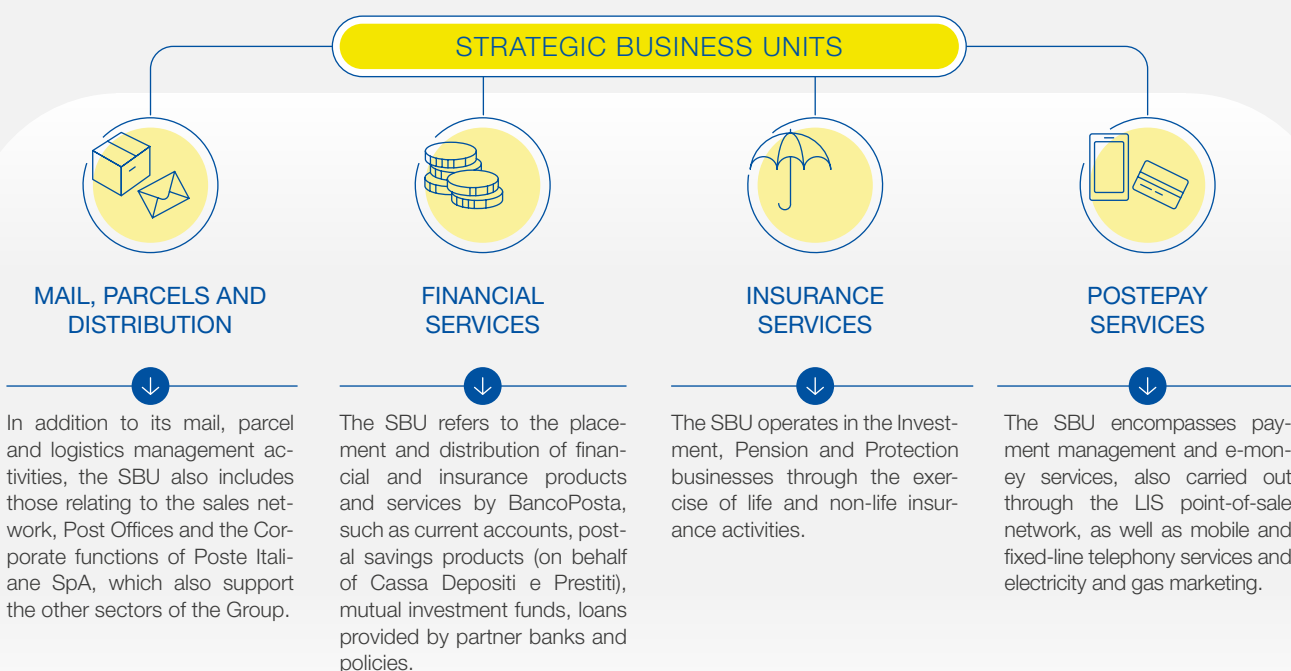 STRATEGIC BUSINESS UNITS
MAIL, PARCELS AND
DISTRIBUTION
In addition to its mail, parcel
and logistics management ac-
tivities, the SBU also includes
those relating to the sales net-
work, Post Offices and the Cor-
porate functions of Poste Itali-
ane SpA, which also support
the other sectors of the Group.
FINANCIAL
SERVICES
The SBU refers to the place-
ment and distribution of finan-
cial and insurance products
and services by BancoPosta,
such as current accounts, post-
al savings products (on behalf
of Cassa Depositi e Prestiti),
mutual investment funds, loans
provided by partner banks and
policies.
INSURANCE
SERVICES
The SBU operates in the Invest-
ment, Pension and Protection
businesses through the exer-
cise of life and non-life insur-
ance activities.
POSTEPAY
SERVICES
The SBU encompasses pay-
ment management and e-mon-
ey services, also carried out
through the LIS point-of-sale
network, as well as mobile and
fixed-line telephony services and
electricity and gas marketing.